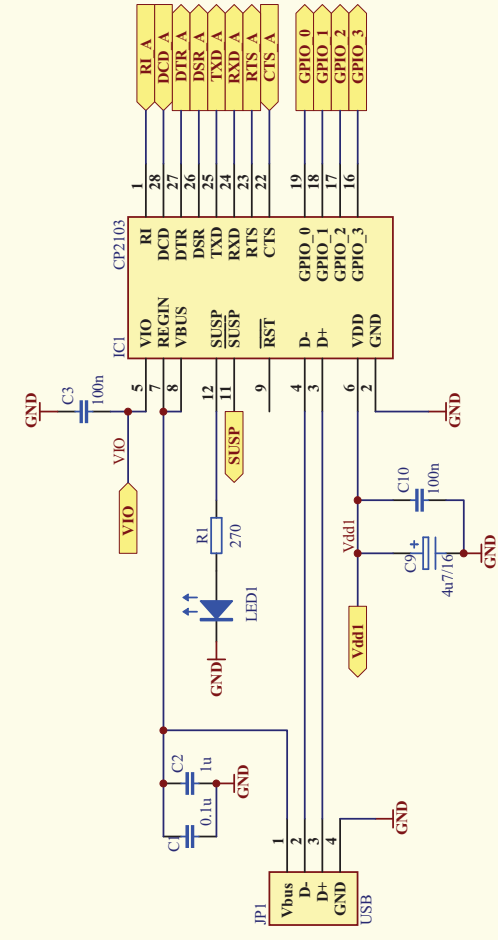 RI_A
DCD_A
DTR_A
DSR_A
TXD_A
RXD_A
RTS_A
CTS_A
GPIO_0
GPIO_1
GPIO_2
GPIO_3
1
28
27
26
25
24
23
22
19
18
17
16
CP2103
RI
DCD
DTR
DSR
TXD
RXD
RTS
CTS
GPIO_0
GPIO_1
GPIO_2
GPIO_3
IC1
VIO
REGIN
VBUS
SUSP
SUSP
RST
D-
D+
VDD
GND
5
7
8
12
11
9
4
3
6
2
GND
C3
100n
VIO
VIO
SUSP
GND
R1
270
LED1
GND
Vdd1
Vdd1
C10
100n
C9
+
4u7/16
GND
C1
0.1u
C2
1u
GND
JP1
Vbus
D-
D+
GND
USB
1
2
3
4
GND